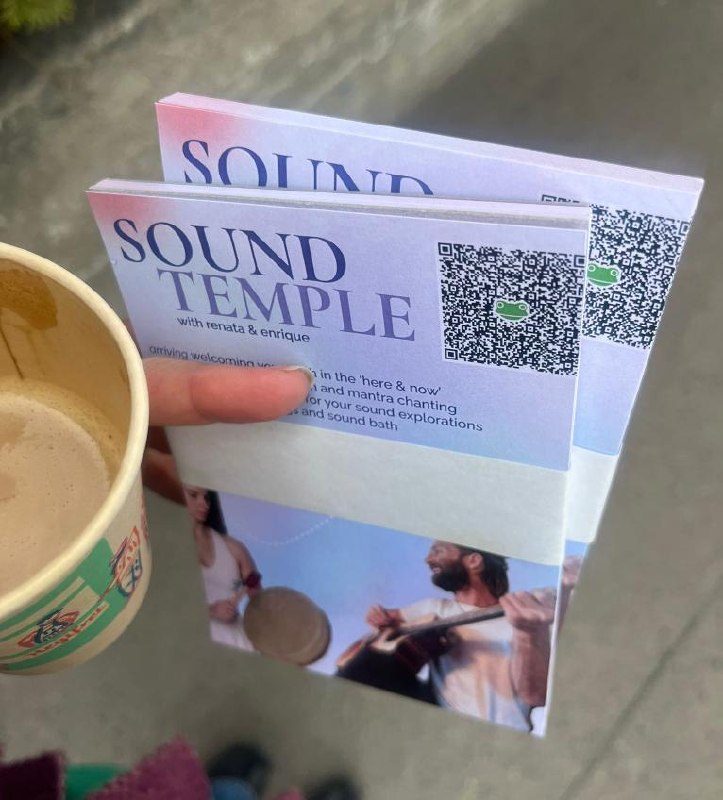 SOUND
SOUND
TEMPLE
with renata & enrique
arriving welcoming in the 'here & now'
and mantra chanting
for your sound explorations
and sound bath